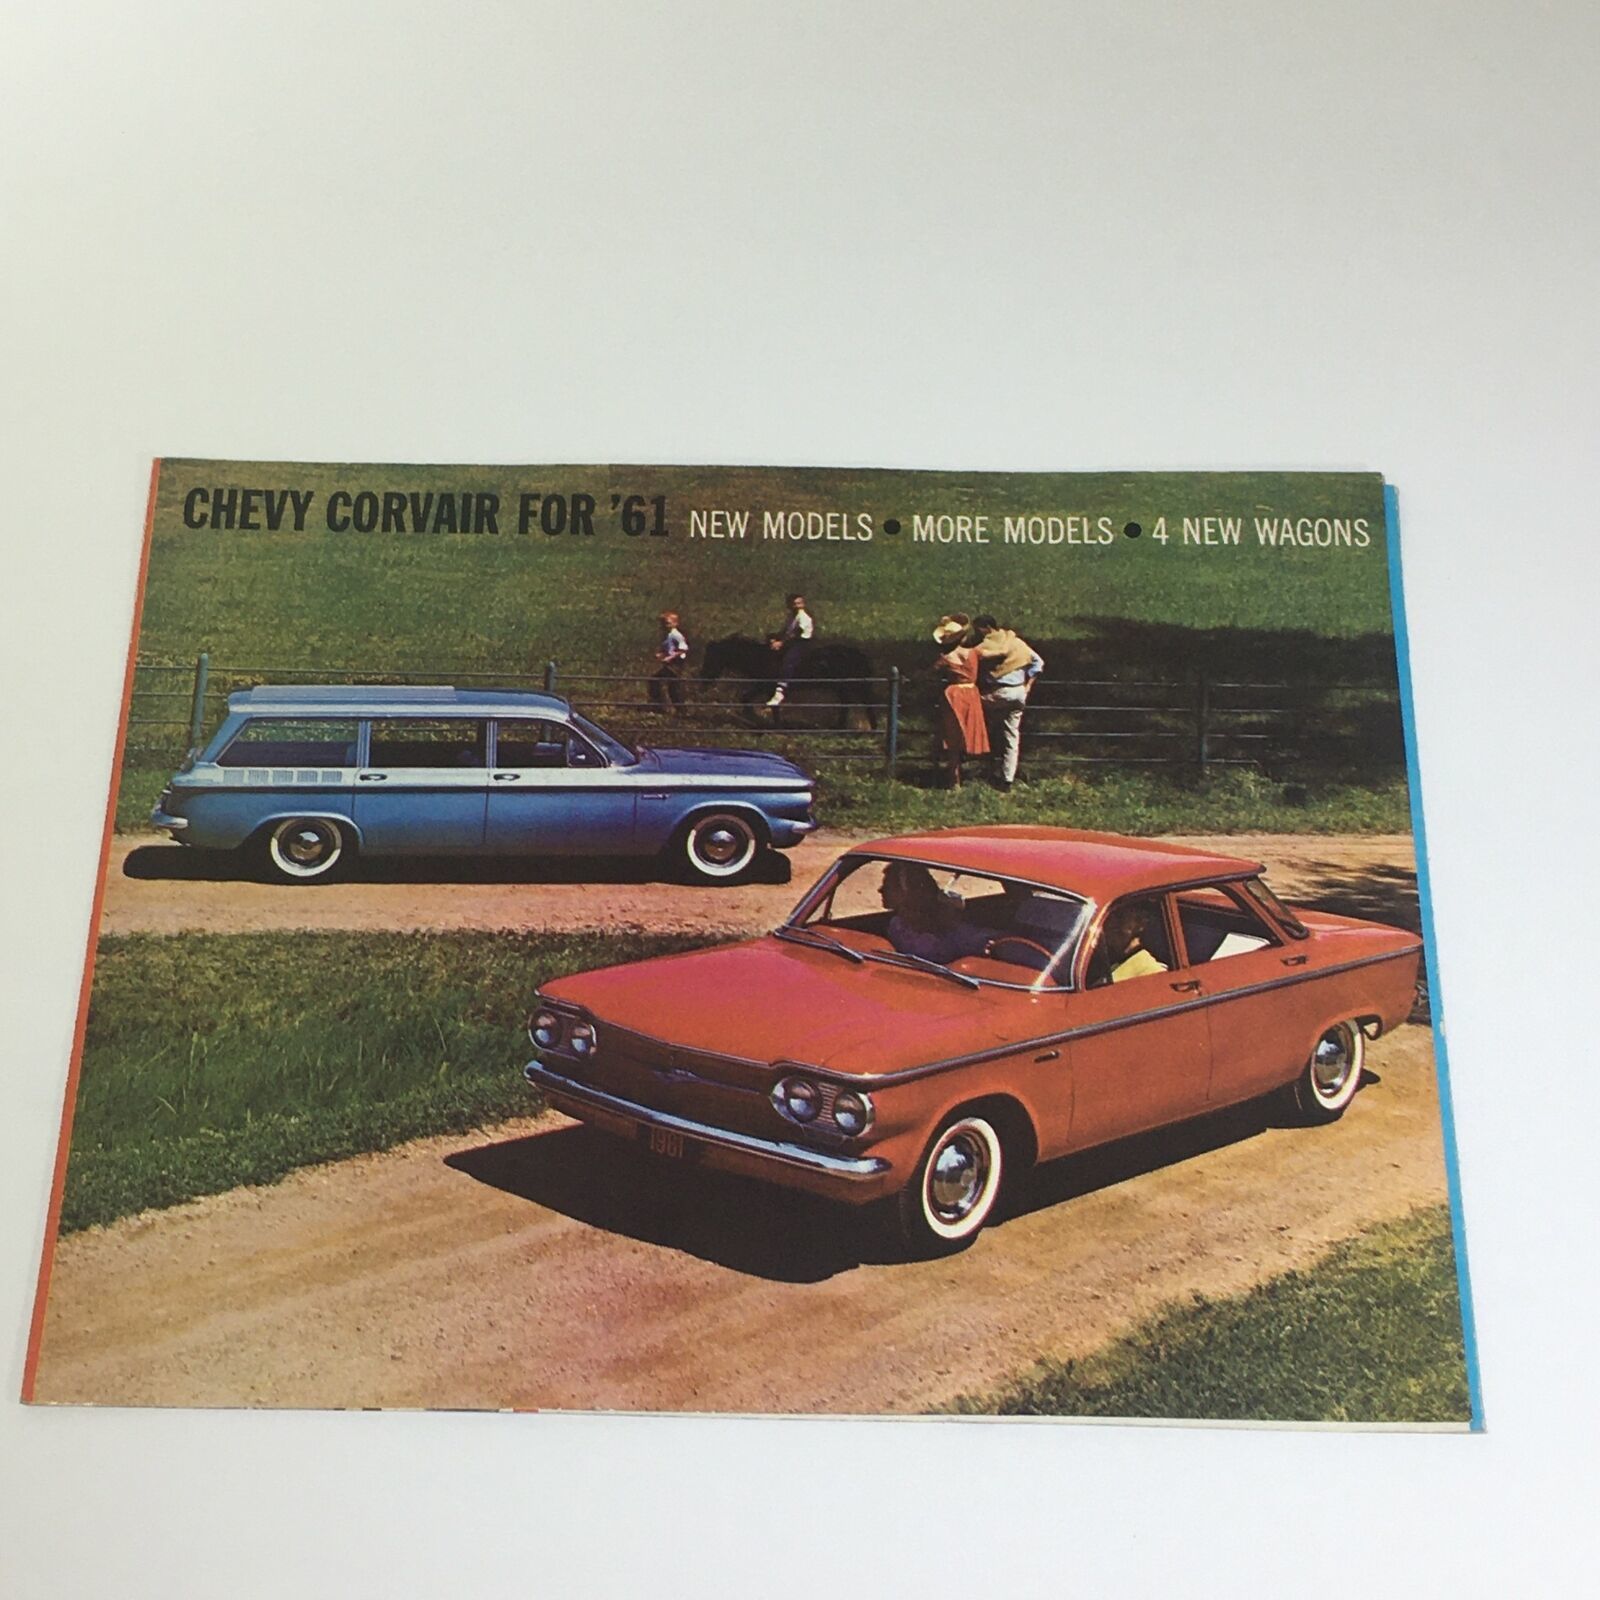 CHEVY CORVAIR FOR '61 NEW MODELS • MORE MODELS • 4 NEW WAGONS
1961